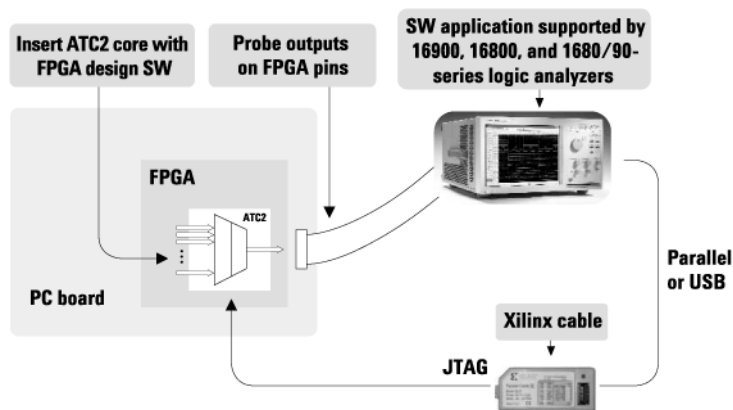 Insert ATC2 core with
FPGA design SW
Probe outputs
on FPGA pins
SW application supported by
16900, 16800, and 1680/90-
series logic analyzers
FPGA
ATC2
PC board
Parallel
or USB
Xilinx cable
JTAG